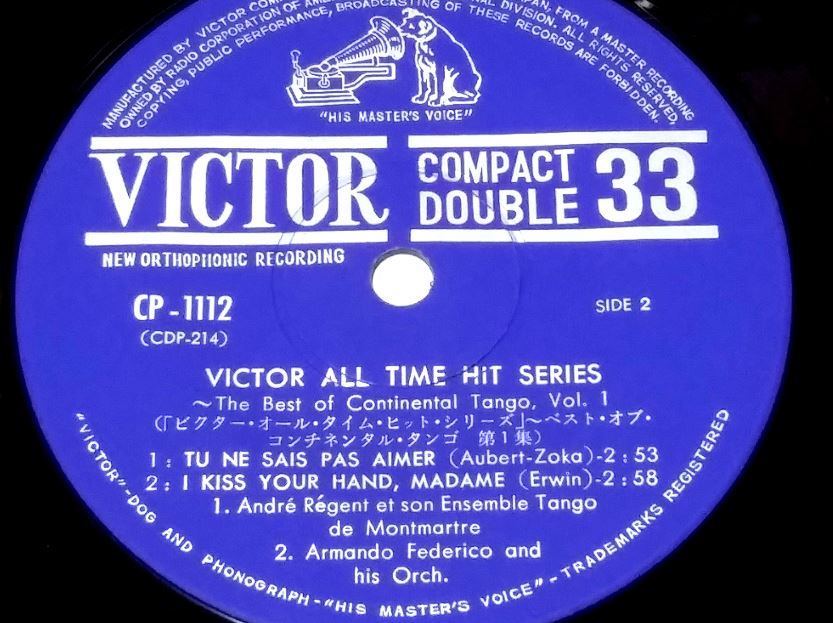 MANUFACTURED BY VICTOR
OWNED BY RADIO CORPORATION OF
COPYING, PUBLIC PERFORMANCE, BROADCASTING OF THESE RECORDS ARE FORBIDDEN.
FROM A MASTER RECORDING
DIVISION. ALL RIGHTS RESERVED,
"HIS MASTER'S VOICE"
VICTOR
COMPACT
DOUBLE 33
NEW ORTHOPHONIC RECORDING
CP-1112
(CDP-214)
SIDE 2
VICTOR ALL TIME HiT SERIES
~The Best of Continental Tango, Vol. 1
(「ビクター・オール・タイム・ヒット・シリーズ」~ベスト・オブ・
コンチネンタル・タンゴ 第1集)
1: TU NE SAIS PAS AIMER (Aubert-Zoka)-2:53
2: I KISS YOUR HAND, MADAME (Erwin)-2:58
1. André Régent et son Ensemble Tango
de Montmartre
2. Armando Federico and
his Orch.
"VICTOR"-DOG AND PHONOGRAPH-"HIS MASTER'S VOICE"-TRADEMARKS REGISTERED